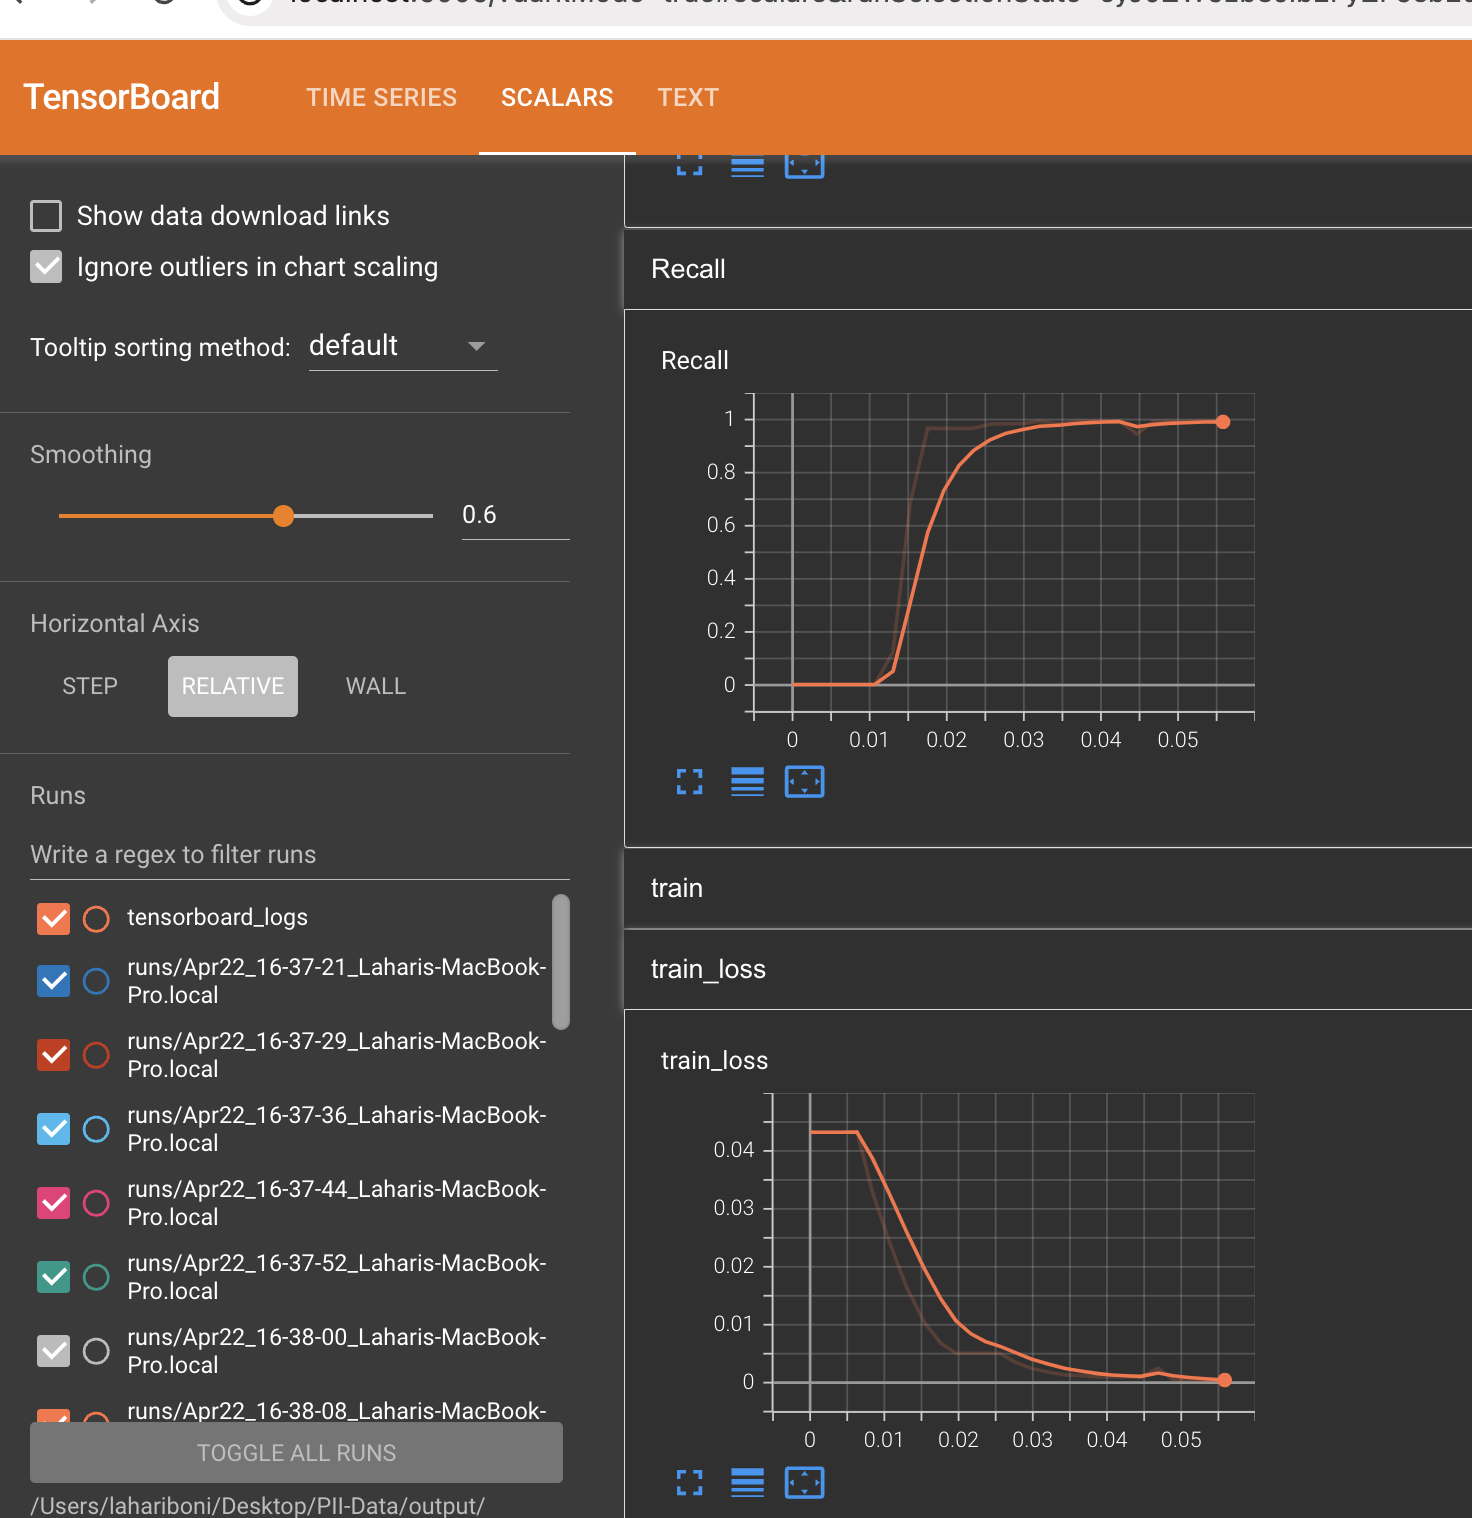 TensorBoard
TIME SERIES
SCALARS
TEXT
Show data download links
Ignore outliers in chart scaling
Tooltip sorting method: default
Smoothing
0.6
Horizontal Axis
STEP
RELATIVE
WALL
Runs
Write a regex to filter runs
tensorboard_logs
runs/Apr22_16-37-21_Laharis-MacBook-
Pro.local
runs/Apr22_16-37-29_Laharis-MacBook-
Pro.local
runs/Apr22_16-37-36_Laharis-MacBook-
Pro.local
runs/Apr22_16-37-44_Laharis-MacBook-
Pro.local
runs/Apr22_16-37-52_Laharis-MacBook-
Pro.local
runs/Apr22_16-38-00_Laharis-MacBook-
Pro.local
runs/Apr22_16-38-08_Laharis-MacBook-
TOGGLE ALL RUNS
/Users/lahariboni/Desktop/PII-Data/output/
Recall
Recall
1
0.8
0.6
0.4
0.2
0
0 0.01 0.02 0.03 0.04 0.05
train
train_loss
train_loss
0.04
0.03
0.02
0.01
0
0 0.01 0.02 0.03 0.04 0.05